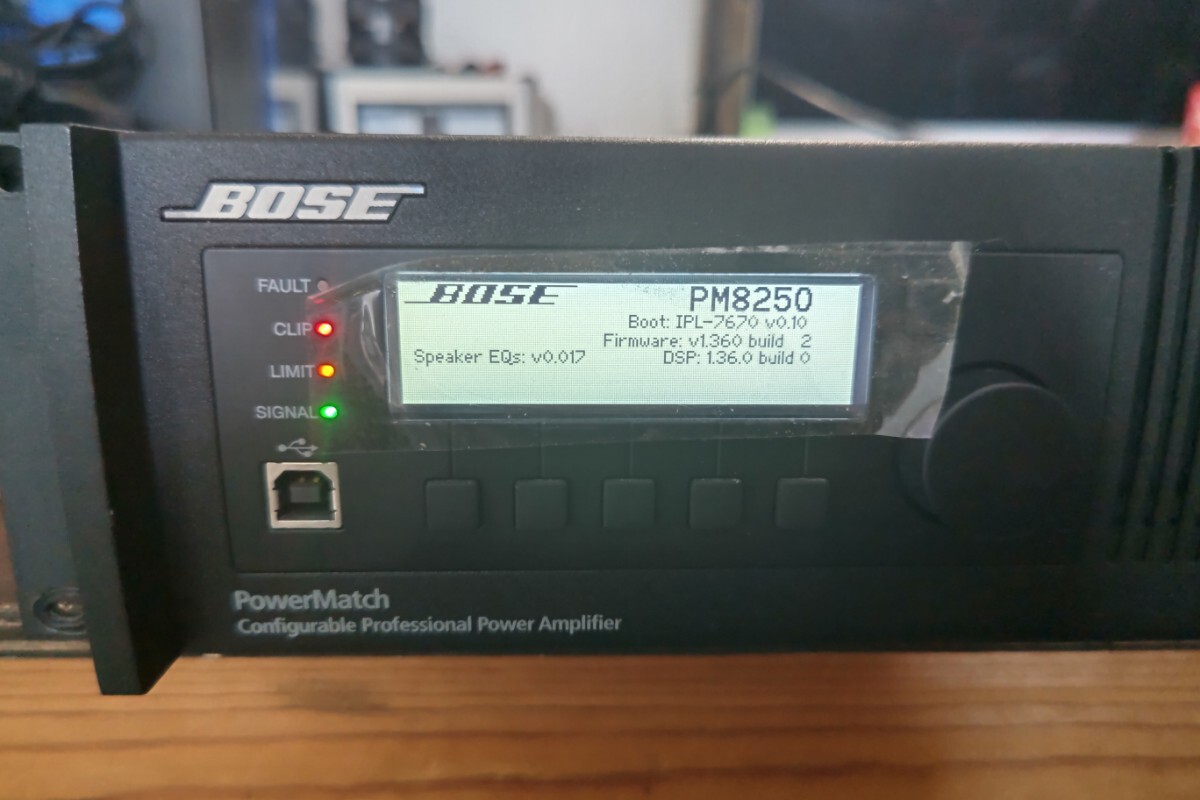 BOSE
FAULT
CLIP
LIMIT
SIGNAL
BOSE
PM8250
Boot: IPL-7670 v0.10
Firmware: v1.360 build 2
Speaker EQs: v0.017 DSP: 1.36.0 build 0
PowerMatch
Configurable Professional Power Amplifier